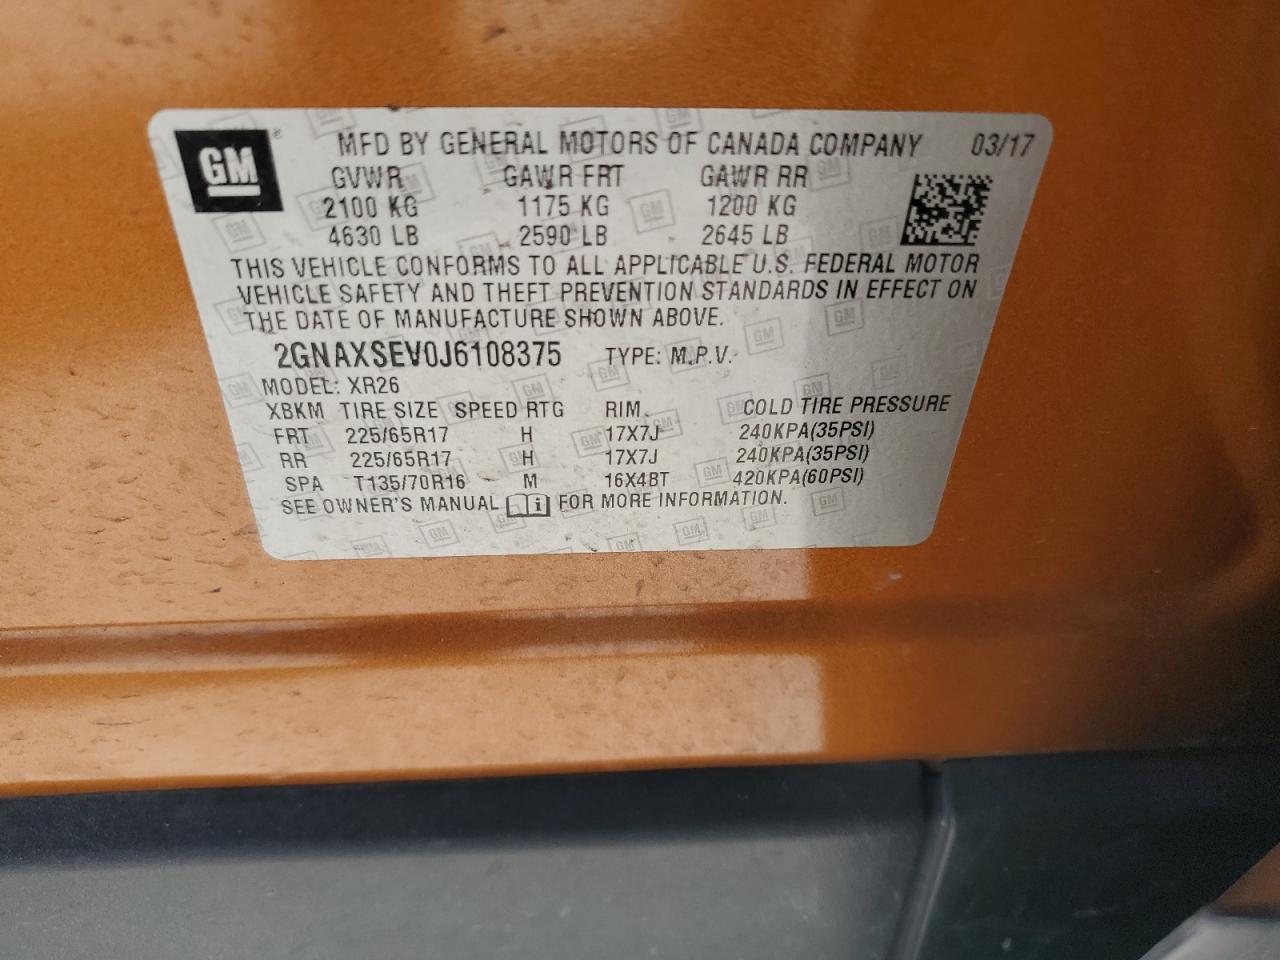 GM
MFD BY GENERAL MOTORS OF CANADA COMPANY 03/17
GVWR GAWR FRT GAWR RR
2100 KG 1175 KG 1200 KG
4630 LB 2590 LB 2645 LB
THIS VEHICLE CONFORMS TO ALL APPLICABLE U.S. FEDERAL MOTOR
VEHICLE SAFETY AND THEFT PREVENTION STANDARDS IN EFFECT ON
THE DATE OF MANUFACTURE SHOWN ABOVE.
2GNAXSEV0J6108375 TYPE: M.P.V.
MODEL: XR26
XBKM TIRE SIZE SPEED RTG RIM COLD TIRE PRESSURE
FRT 225/65R17 H 17X7J 240KPA(35PSI)
RR 225/65R17 H 17X7J 240KPA(35PSI)
SPA T135/70R16 M 16X4BT 420KPA(60PSI)
SEE OWNER'S MANUAL i FOR MORE INFORMATION.